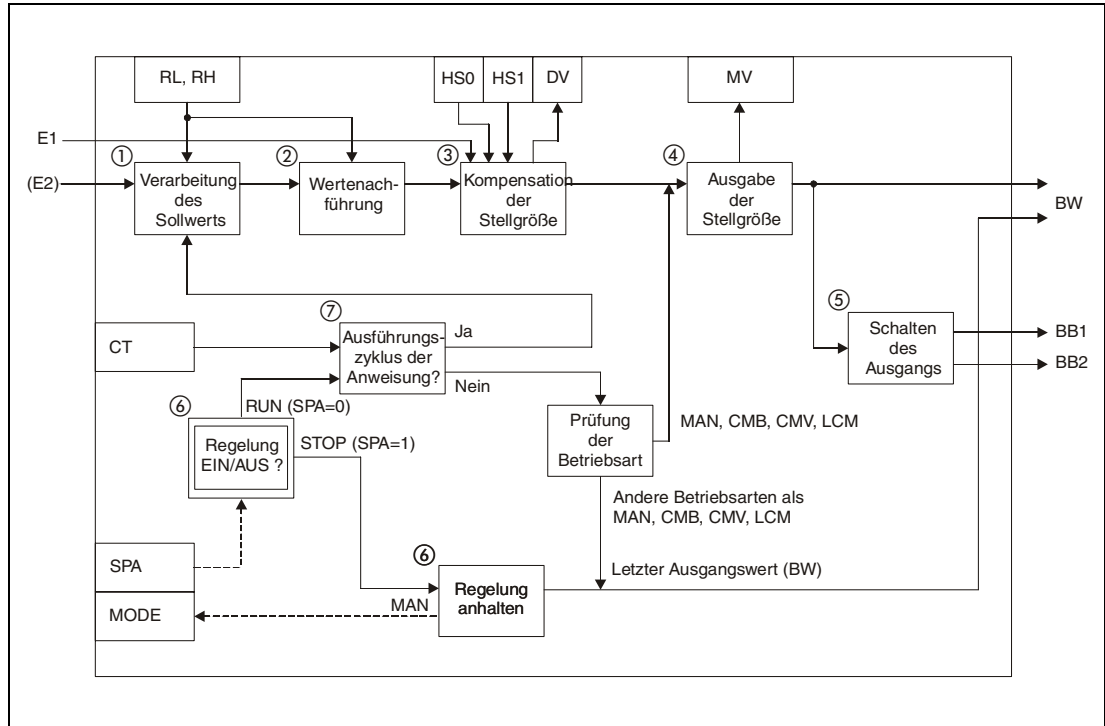 RL, RH
HS0
HS1
DV
MV
E1
(E2)
①
Verarbeitung
des
Sollwerts
②
Wertenach-
führung
③
Kompensation
der
Stellgröße
④
Ausgabe
der
Stellgröße
BW
⑤
Schalten
des
Ausgangs
BB1
BB2
CT
⑦
Ausführungs-
zyklus der
Anweisung?
Ja
Nein
⑥
RUN (SPA=0)
Regelung
EIN/AUS ?
STOP (SPA=1)
Prüfung
der
Betriebsart
MAN, CMB, CMV, LCM
Andere Betriebsarten als
MAN, CMB, CMV, LCM
SPA
MODE
⑥
Regelung
anhalten
MAN
Letzter Ausgangswert (BW)